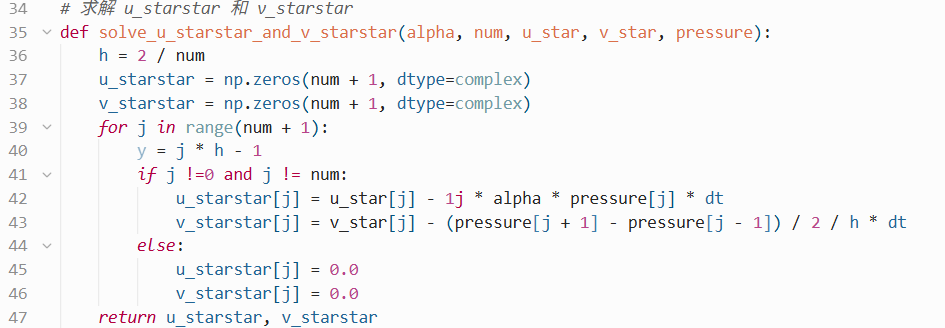 34 # 求解 u_starstar 和 v_starstar
35 def solve_u_starstar_and_v_starstar(alpha, num, u_star, v_star, pressure):
36 h = 2 / num
37 u_starstar = np.zeros(num + 1, dtype=complex)
38 v_starstar = np.zeros(num + 1, dtype=complex)
39 for j in range(num + 1):
40 y = j * h - 1
41 if j !=0 and j != num:
42 u_starstar[j] = u_star[j] - 1j * alpha * pressure[j] * dt
43 v_starstar[j] = v_star[j] - (pressure[j + 1] - pressure[j - 1]) / 2 / h * dt
44 else:
45 u_starstar[j] = 0.0
46 v_starstar[j] = 0.0
47 return u_starstar, v_starstar